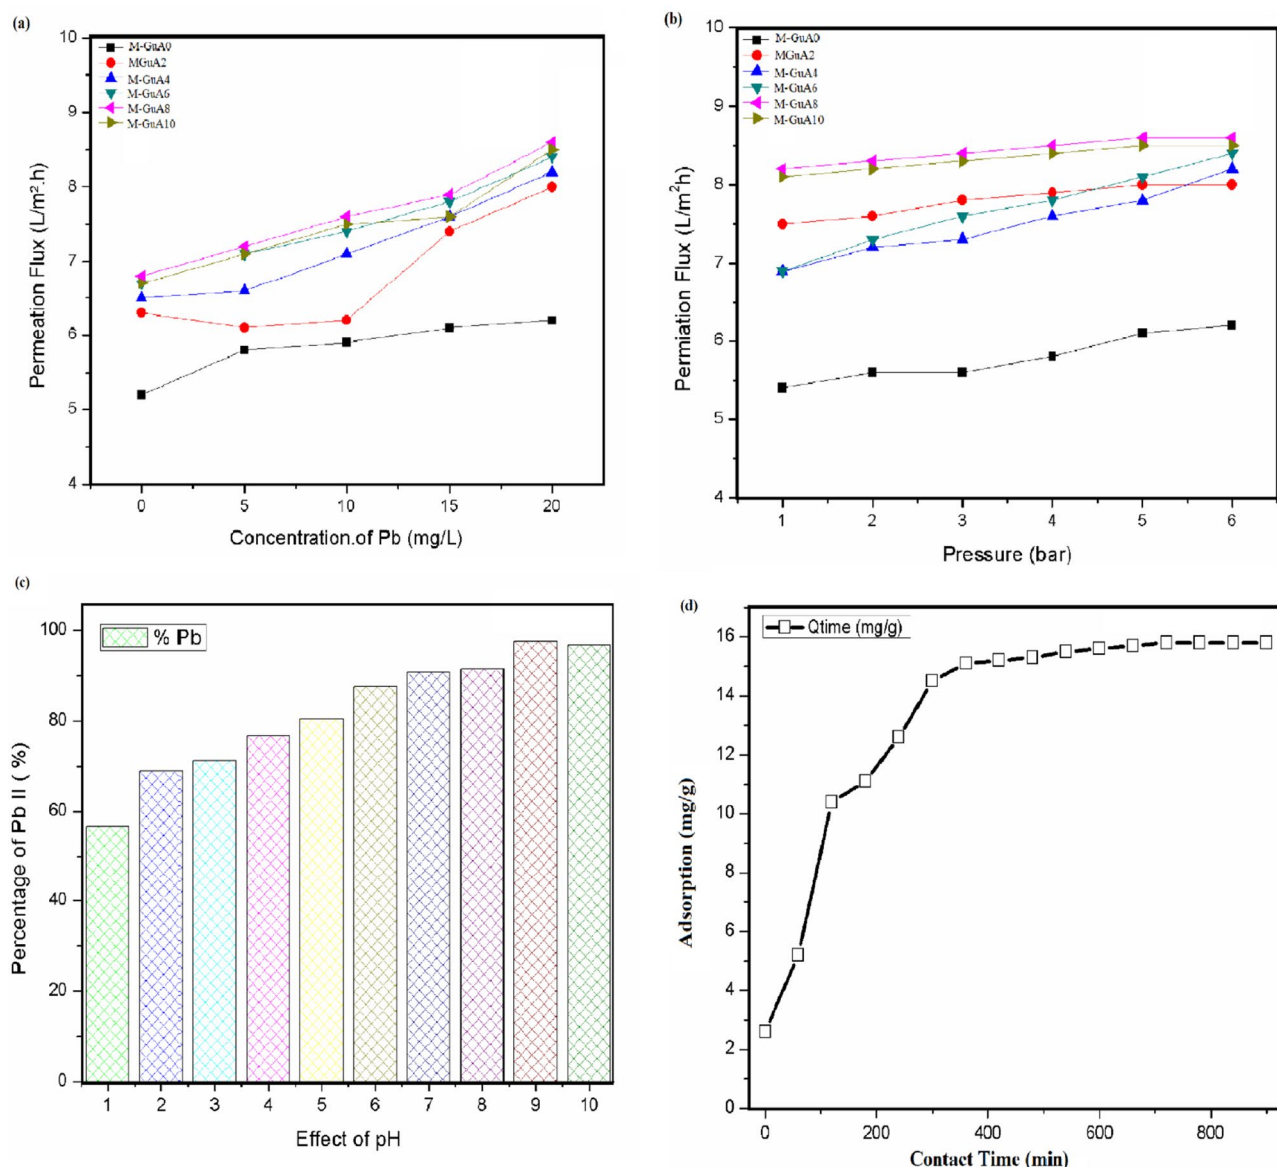 (a)
10
9
8
7
6
5
4
Permeation Flux (L/m².h)
M-GuA0
MGuA2
M-GuA4
M-GuA6
M-GuA8
M-GuA10
0 5 10 15 20
Concentration.of Pb (mg/L)
(b)
10
9
8
7
6
5
4
Permiation Flux (L/m²h)
M-GuA0
MGuA2
M-GuA4
M-GuA6
M-GuA8
M-GuA10
1 2 3 4 5 6
Pressure (bar)
(c)
100
80
60
40
20
0
Percentage of Pb II ( %)
% Pb
1 2 3 4 5 6 7 8 9 10
Effect of pH
(d)
16
14
12
10
8
6
4
2
0
Adsorption (mg/g)
Qtime (mg/g)
0 200 400 600 800
Contact Time (min)